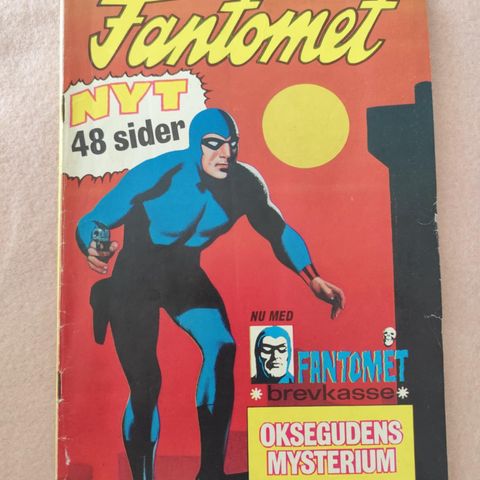 Fantomet
NYT
48 sider
NU MED
FANTOMET
* brevkasse *
OKSEGUDENS
MYSTERIUM